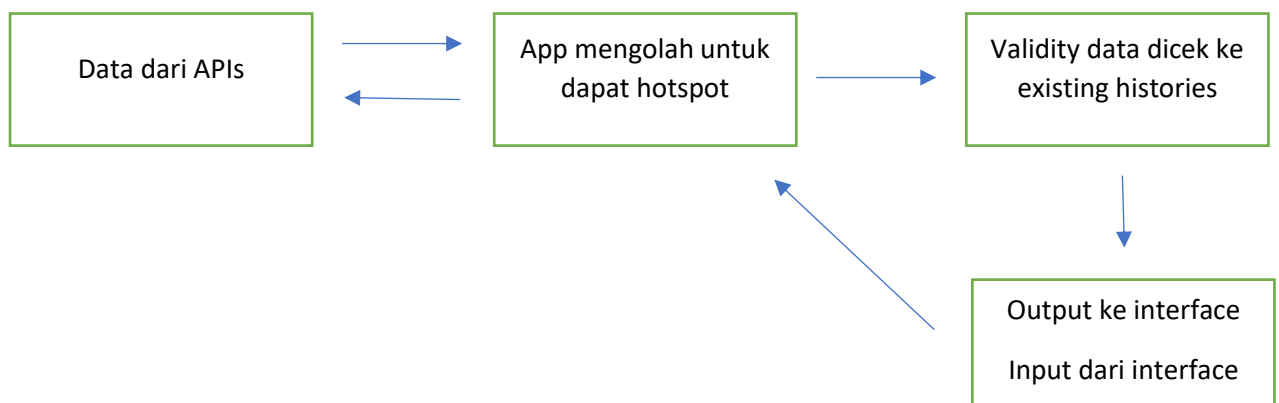 Data dari APIs
App mengolah untuk
dapat hotspot
Validity data dicek ke
existing histories
Output ke interface
Input dari interface